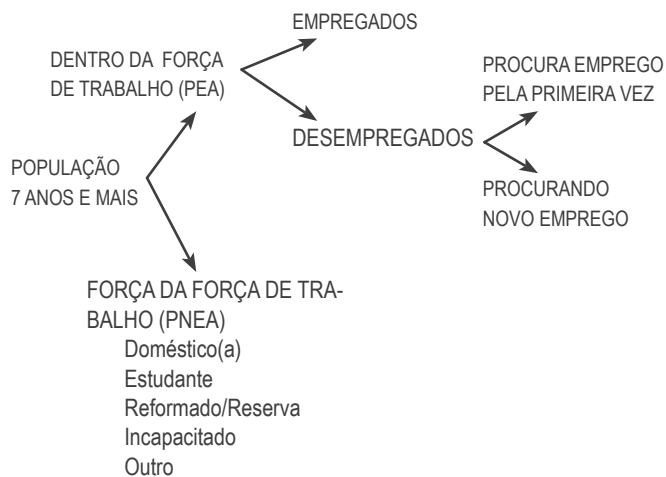 EMPREGADOS
DENTRO DA FORÇA
DE TRABALHO (PEA)
PROCURA EMPREGO
PELA PRIMEIRA VEZ
DESEMPREGADOS
POPULAÇÃO
7 ANOS E MAIS
PROCURANDO
NOVO EMPREGO
FORÇA DA FORÇA DE TRA-
BALHO (PNEA)
Doméstico(a)
Estudante
Reformado/Reserva
Incapacitado
Outro